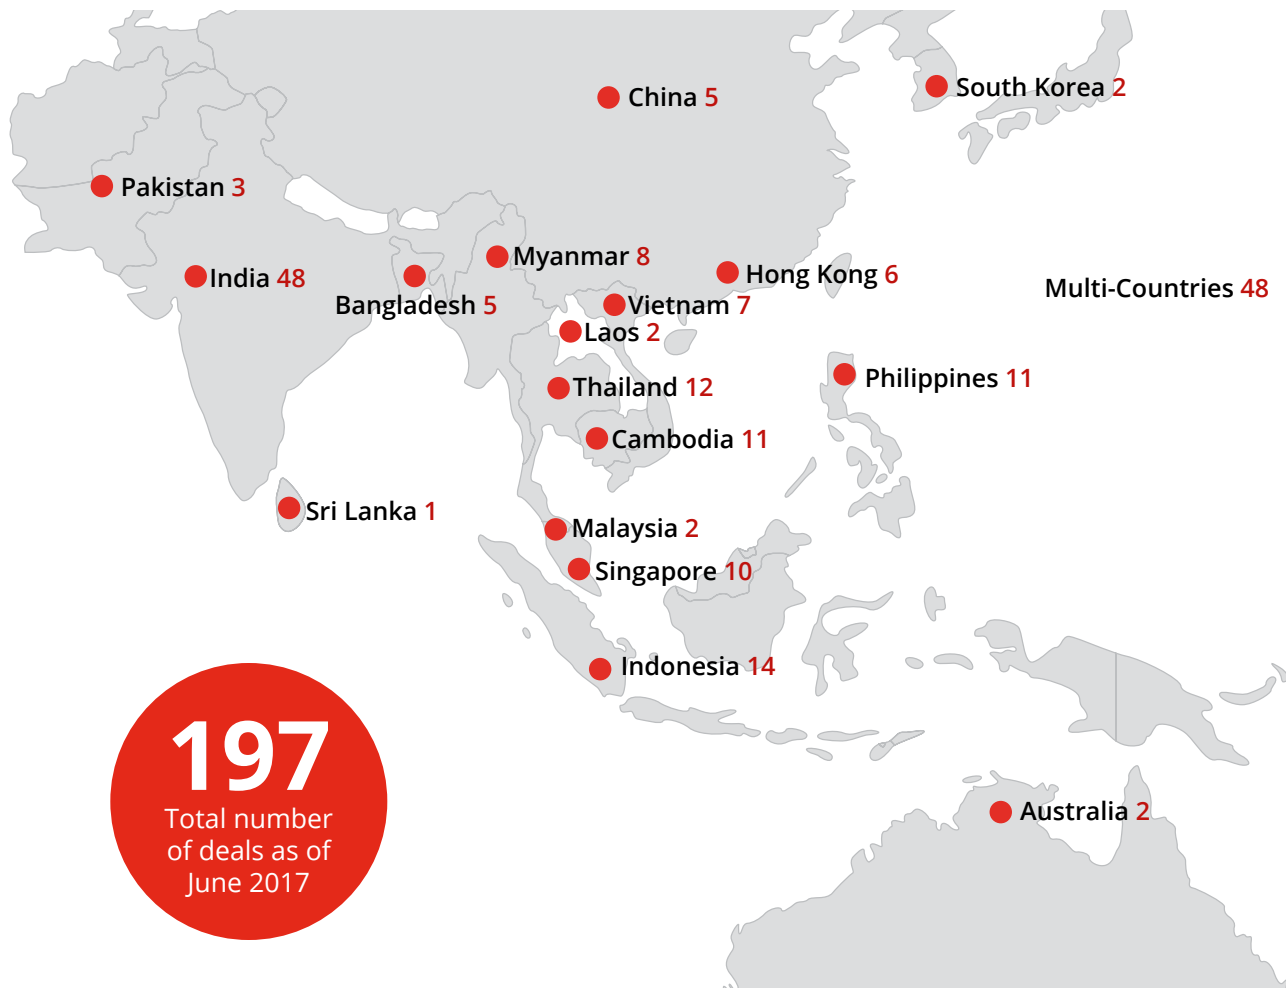 China 5
South Korea 2
Pakistan 3
Myanmar 8
India 48
Hong Kong 6
Multi-Countries 48
Bangladesh 5
Vietnam 7
Laos 2
Philippines 11
Thailand 12
Cambodia 11
Sri Lanka 1
Malaysia 2
Singapore 10
Indonesia 14
197
Total number
of deals as of
June 2017
Australia 2